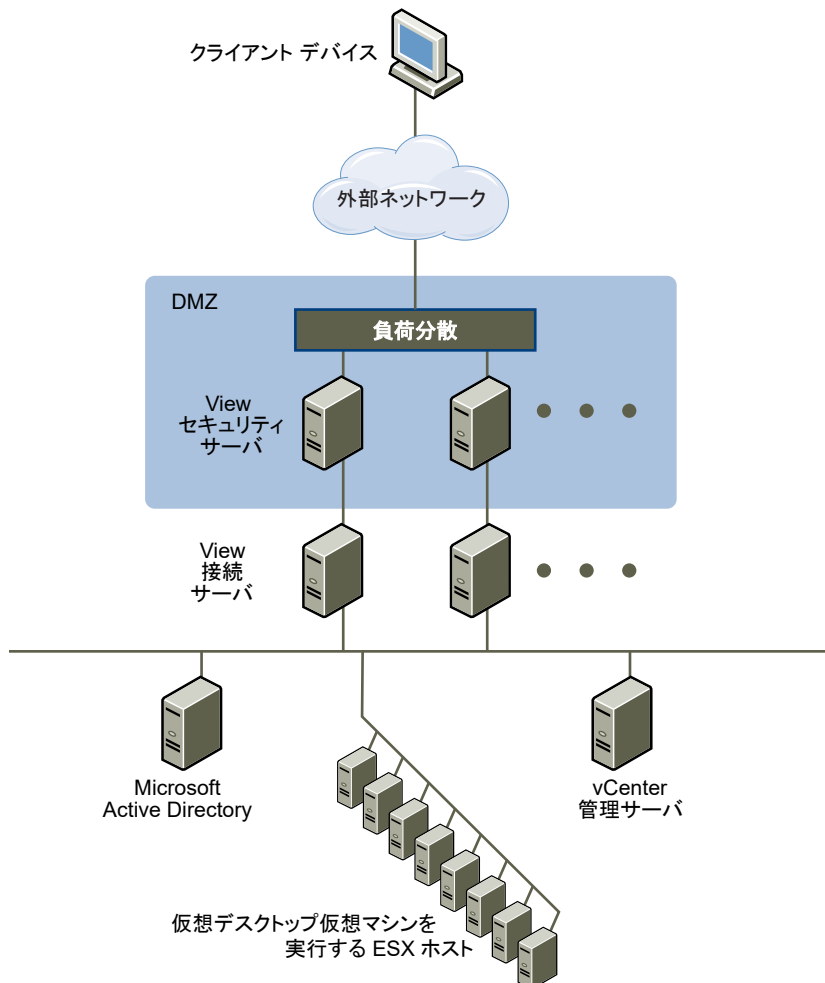 クライアント デバイス
外部ネットワーク
DMZ
負荷分散
View
セキュリティ
サーバ
View
接続
サーバ
Microsoft
Active Directory
vCenter
管理サーバ
仮想デスクトップ仮想マシンを
実行する ESX ホスト